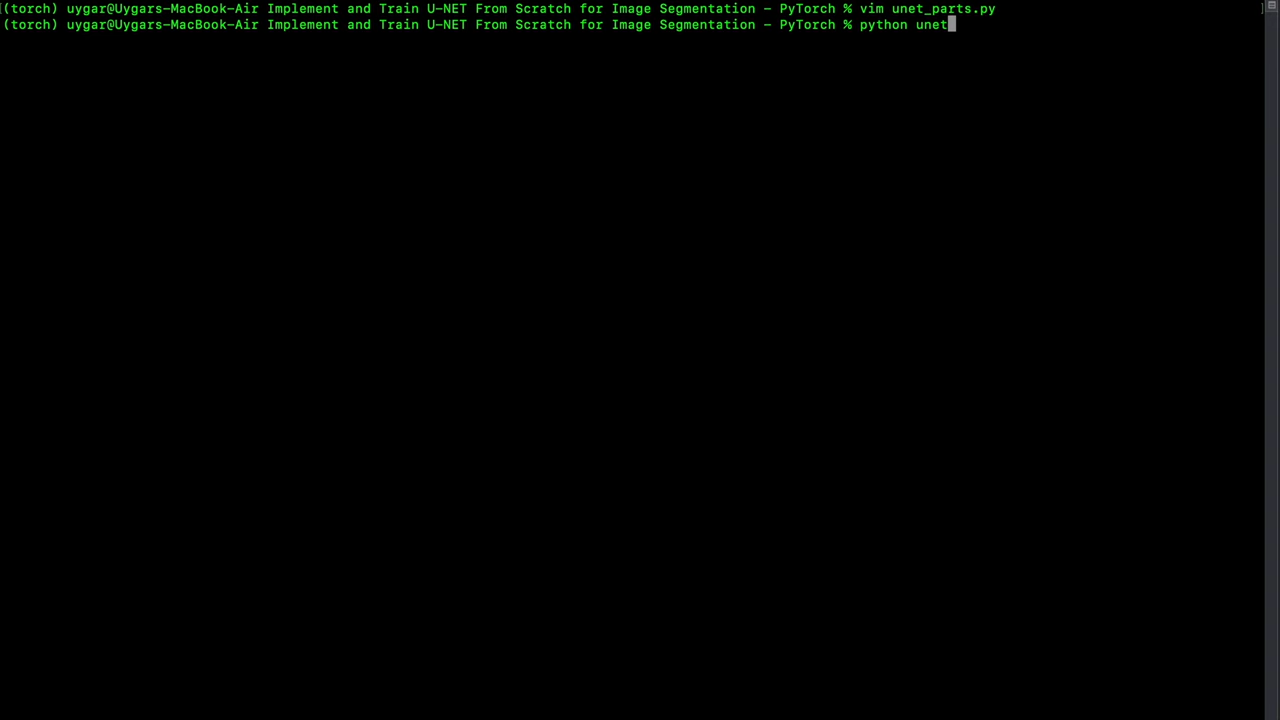 [(torch) uygar@Uygars-MacBook-Air Implement and Train U-NET From Scratch for Image Segmentation - PyTorch % vim unet_parts.py ]
(torch) uygar@Uygars-MacBook-Air Implement and Train U-NET From Scratch for Image Segmentation - PyTorch % python unet